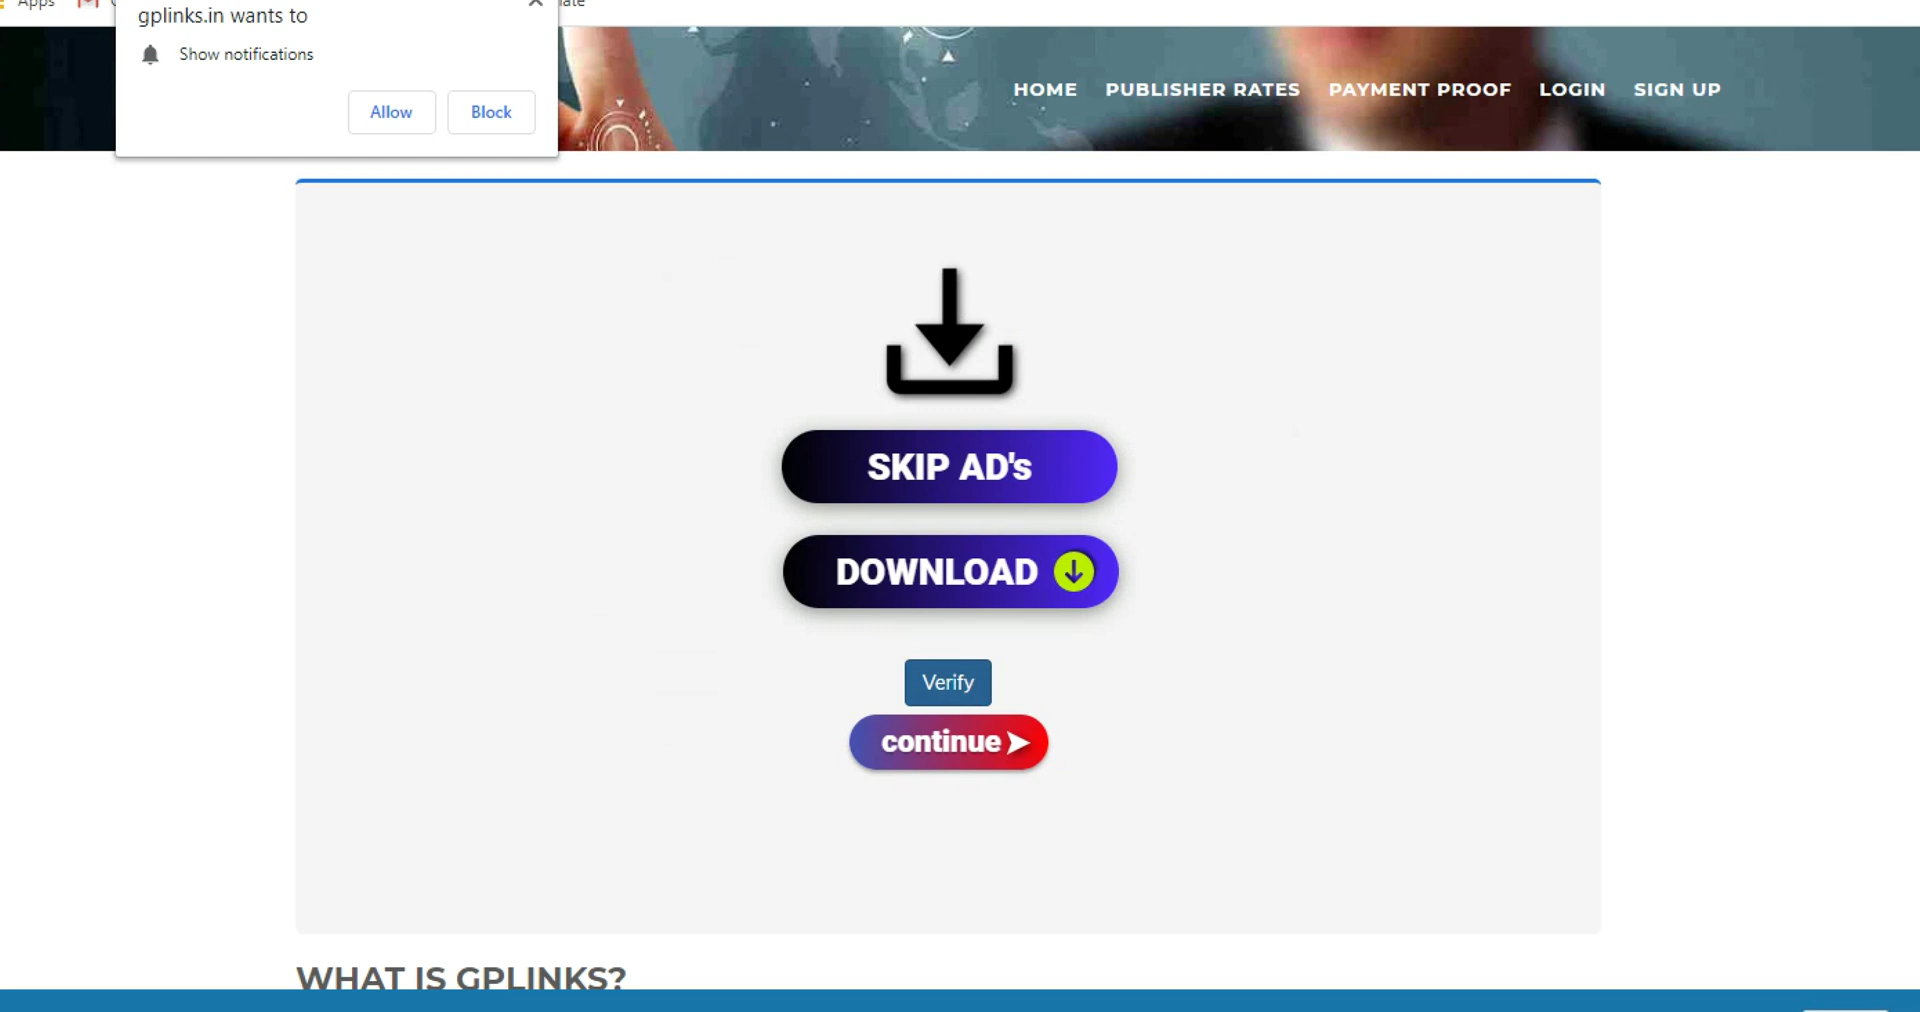 Apps
gplinks.in wants to
Show notifications
Allow
Block
HOME
PUBLISHER RATES
PAYMENT PROOF
LOGIN
SIGN UP
SKIP AD's
DOWNLOAD
Verify
continue
WHAT IS GPLINKS?